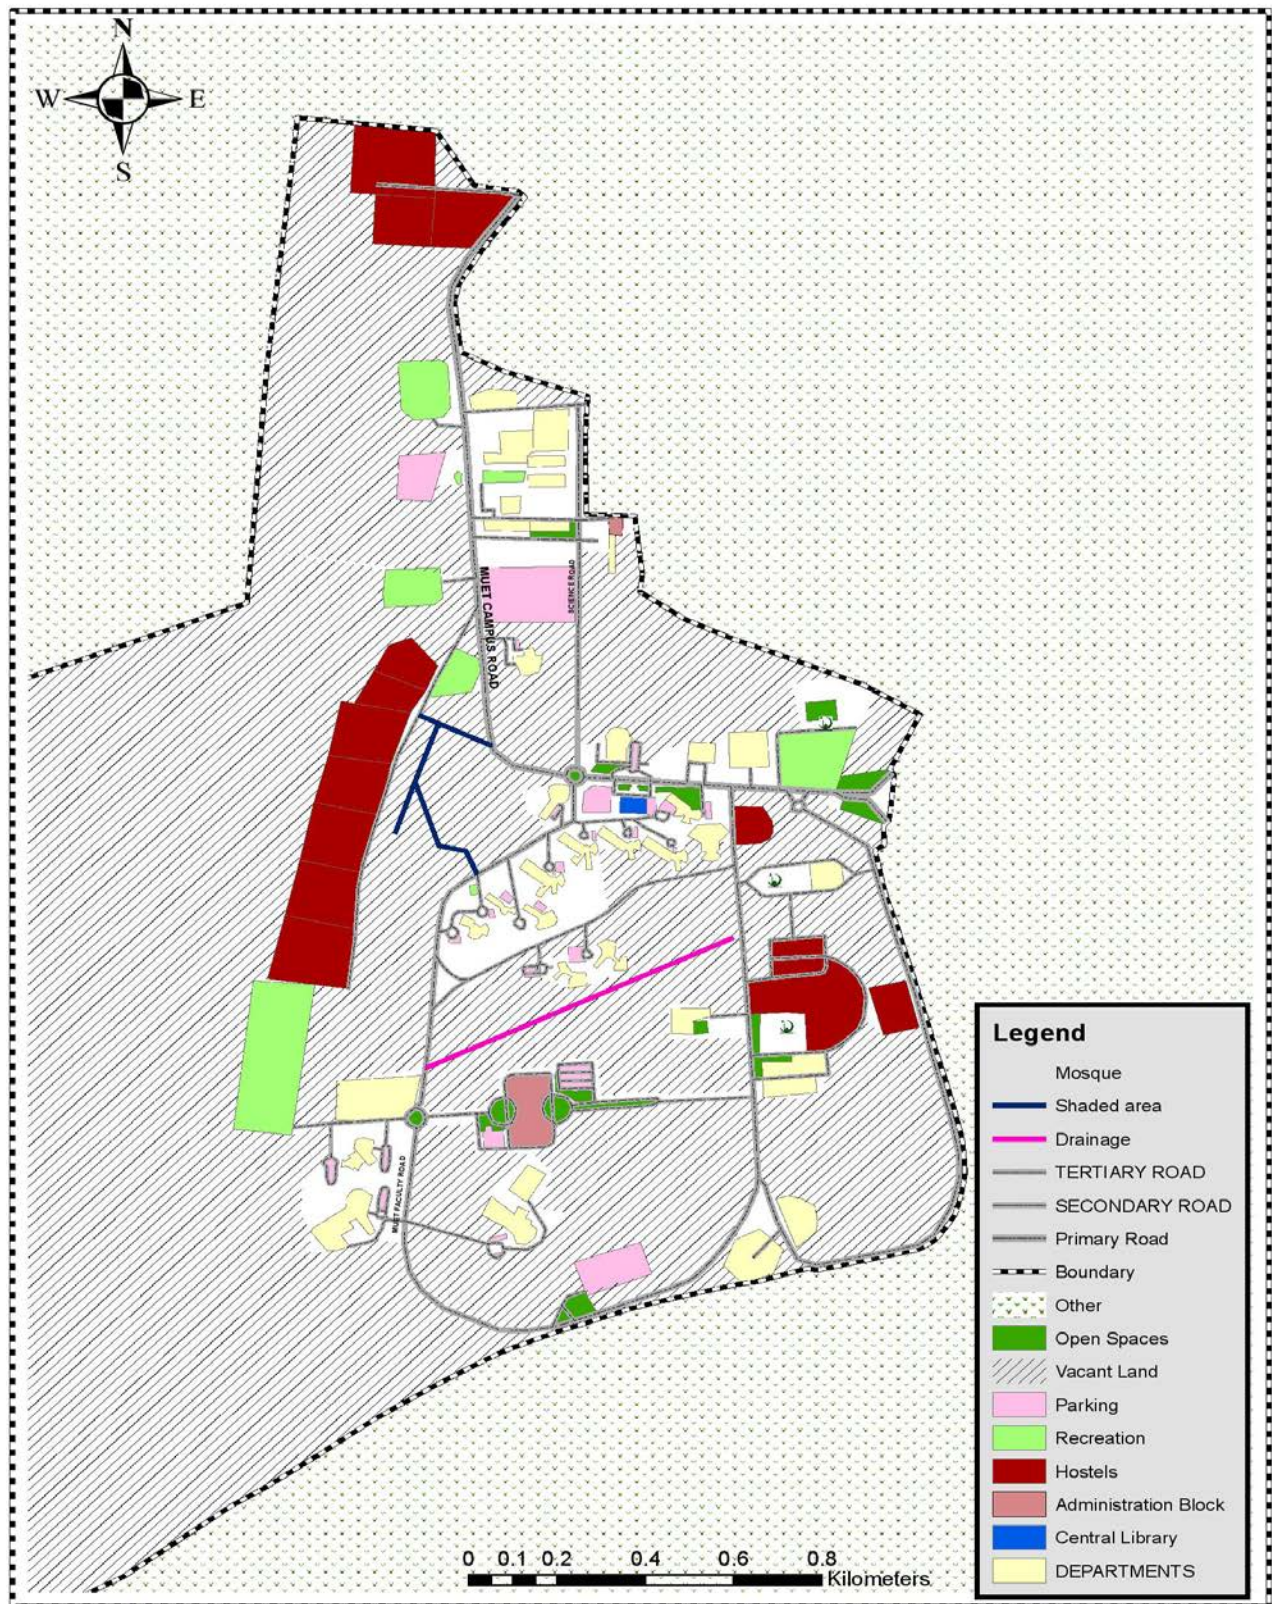 N
W E
S
MUET CAMPUS ROAD
SCIENCE ROAD
MUET FACULTY ROAD
Legend
Mosque
Shaded area
Drainage
TERTIARY ROAD
SECONDARY ROAD
Primary Road
Boundary
Other
Open Spaces
Vacant Land
Parking
Recreation
Hostels
Administration Block
Central Library
DEPARTMENTS
0 0.1 0.2 0.4 0.6 0.8
Kilometers